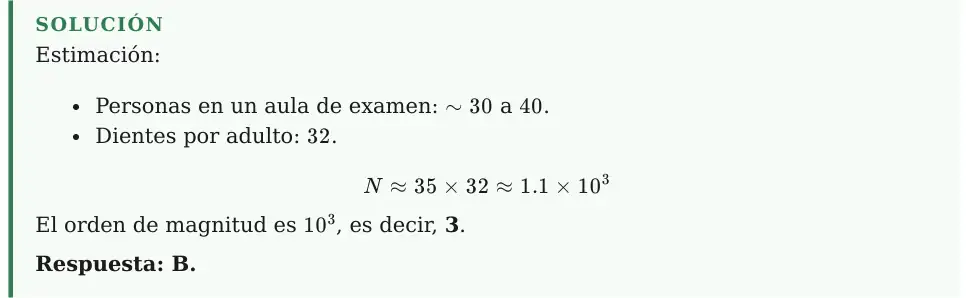 SOLUCIÓN
Estimación:
• Personas en un aula de examen: ∼ 30 a 40.
• Dientes por adulto: 32.
N ≈ 35 × 32 ≈ 1.1 × 10³
El orden de magnitud es 10³, es decir, 3.
Respuesta: B.